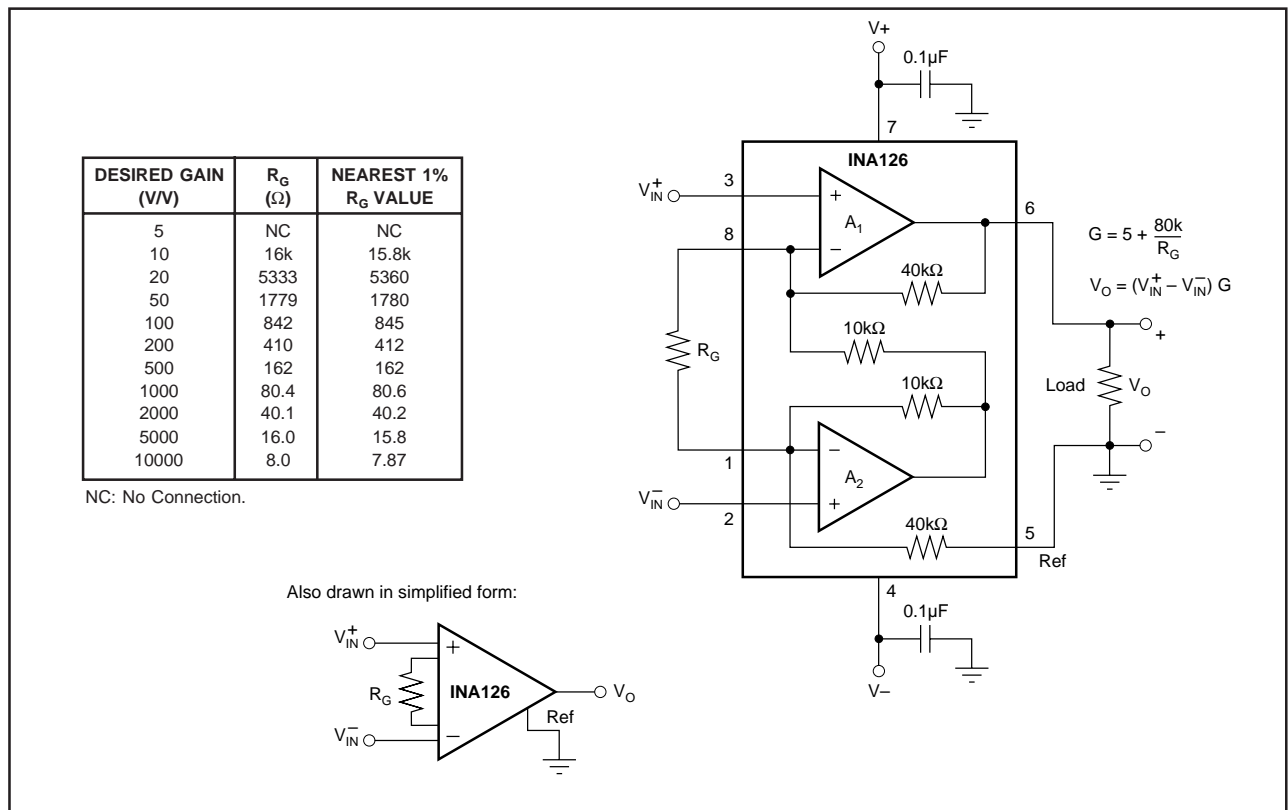 DESIRED GAIN (V/V) R_G (Ω) NEAREST 1% R_G VALUE
5 NC NC
10 16k 15.8k
20 5333 5360
50 1779 1780
100 842 845
200 410 412
500 162 162
1000 80.4 80.6
2000 40.1 40.2
5000 16.0 15.8
10000 8.0 7.87
NC: No Connection.
V+
0.1µF
7
INA126
V_IN^+ 3
+
A_1
–
6
8
40kΩ
10kΩ
R_G
10kΩ
1
–
A_2
+
V_IN^– 2
40kΩ
5
Ref
4
0.1µF
V–
G = 5 + 80k/R_G
V_O = (V_IN^+ – V_IN^–) G
+
Load V_O
–
Also drawn in simplified form:
V_IN^+
+
R_G INA126 V_O
Ref
V_IN^–
–